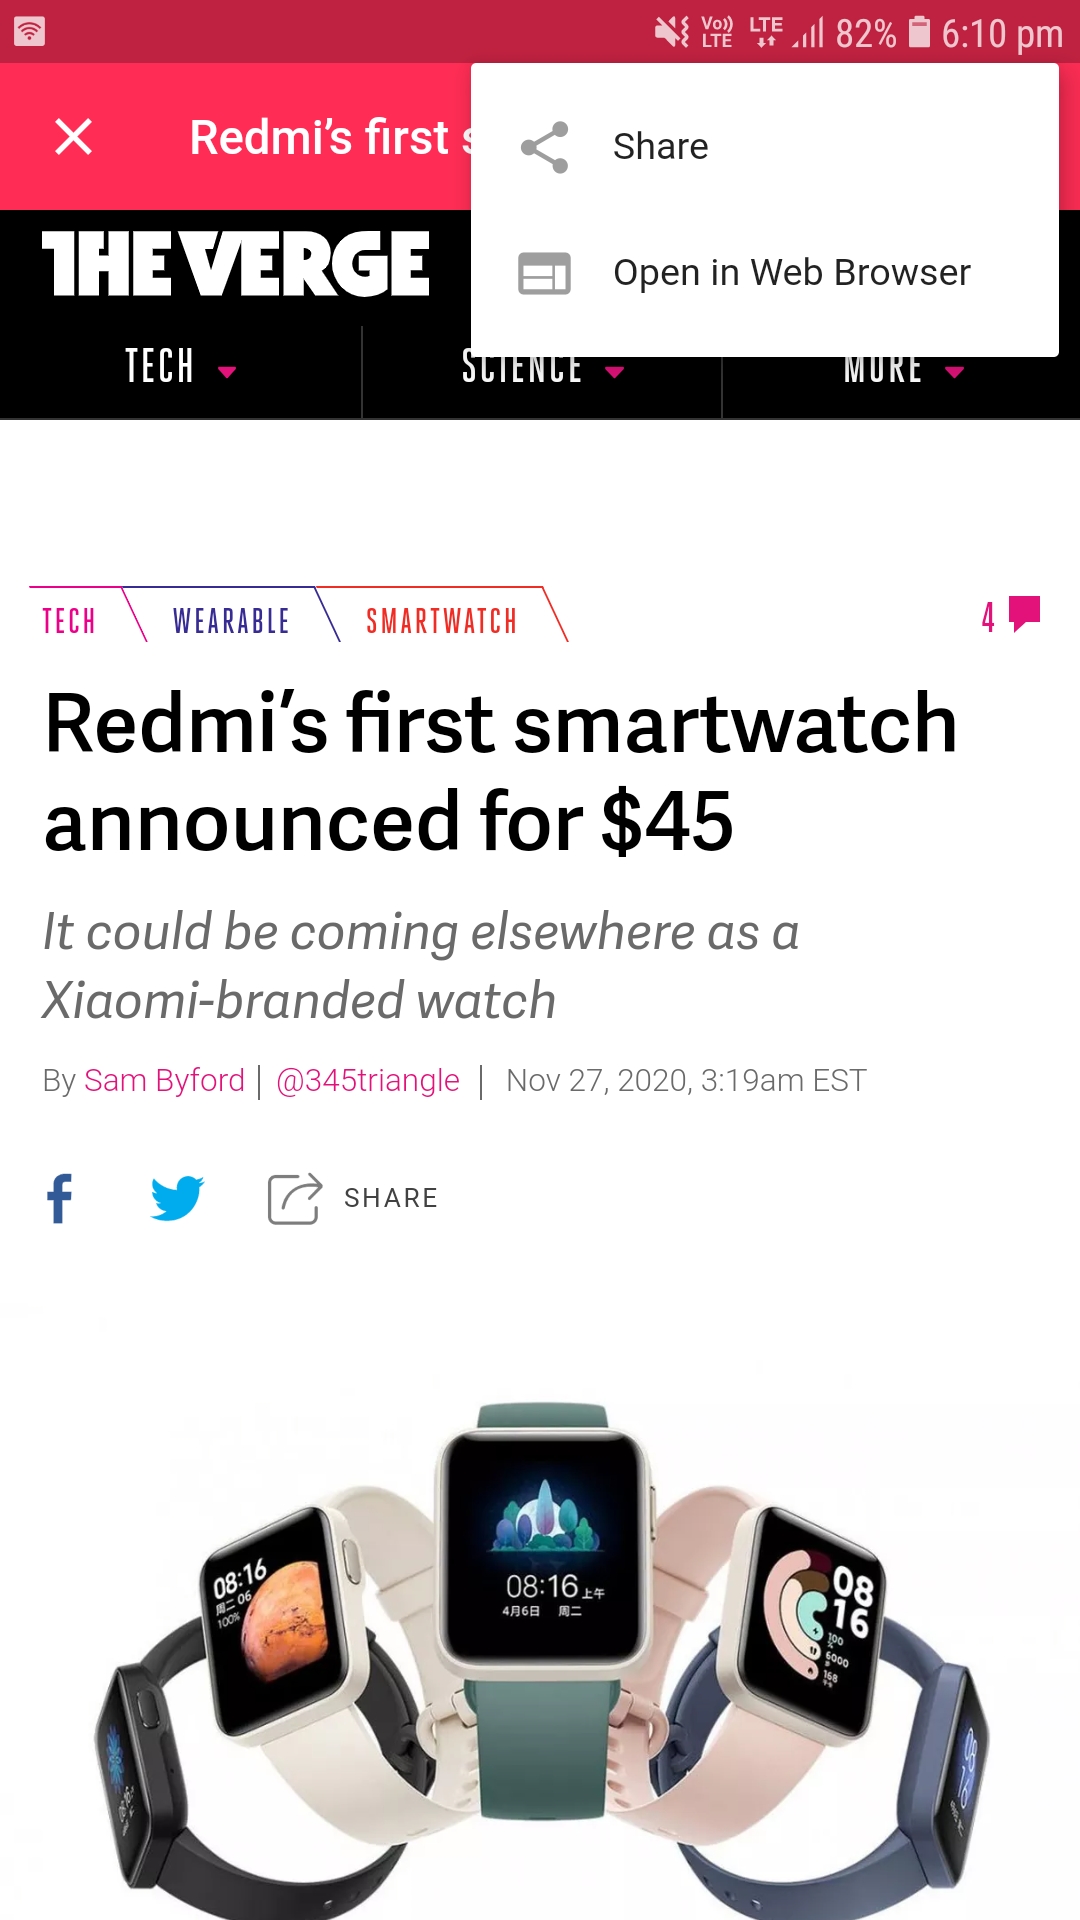 Vo)) LTE LTE 82% 6:10 pm
Redmi’s first
Share
Open in Web Browser
THE VERGE
TECH SCIENCE MORE
TECH WEARABLE SMARTWATCH 4
Redmi’s first smartwatch
announced for $45
It could be coming elsewhere as a
Xiaomi-branded watch
By Sam Byford | @345triangle | Nov 27, 2020, 3:19am EST
SHARE
08:16
周二 06
100%
08:16 上午
4月6日 周二
08
16
100
6000
168
08
16